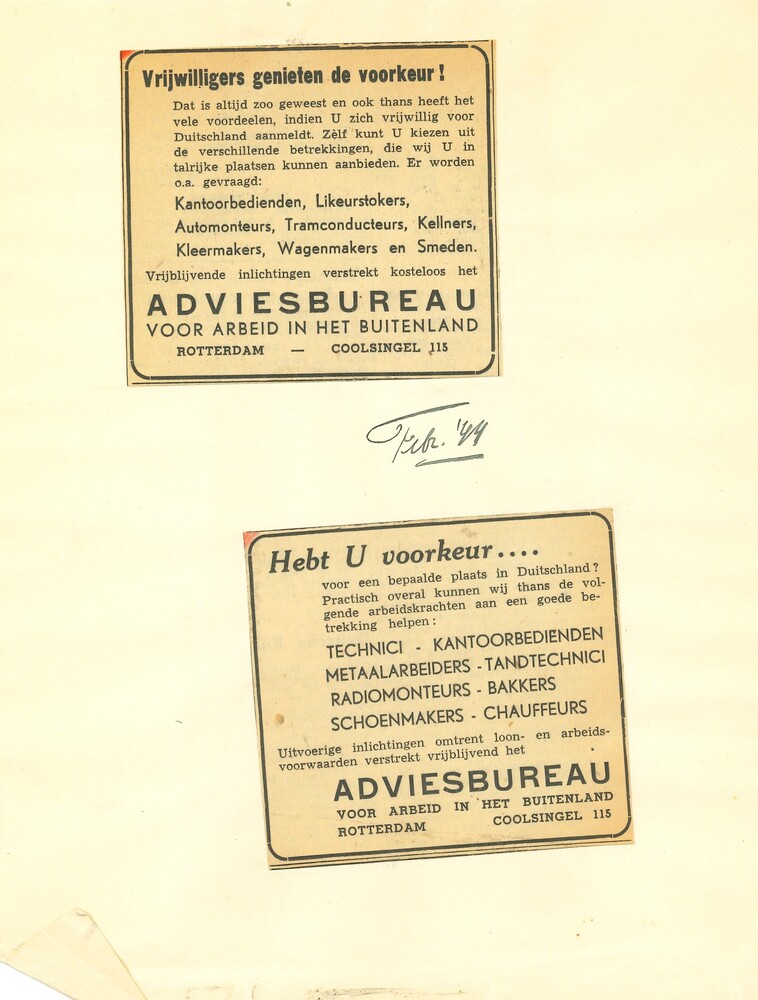 Vrijwilligers genieten de voorkeur!
Dat is altijd zoo geweest en ook thans heeft het
vele voordeelen, indien U zich vrijwillig voor
Duitschland aanmeldt. Zèlf kunt U kiezen uit
de verschillende betrekkingen, die wij U in
talrijke plaatsen kunnen aanbieden. Er worden
o.a. gevraagd:
Kantoorbedienden, Likeurstokers,
Automonteurs, Tramconducteurs, Kellners,
Kleermakers, Wagenmakers en Smeden.
Vrijblijvende inlichtingen verstrekt kosteloos het
ADVIESBUREAU
VOOR ARBEID IN HET BUITENLAND
ROTTERDAM — COOLSINGEL 115
Febr. '44
Hebt U voorkeur....
voor een bepaalde plaats in Duitschland?
Practisch overal kunnen wij thans de vol-
gende arbeidskrachten aan een goede be-
trekking helpen:
TECHNICI - KANTOORBEDIENDEN
METAALARBEIDERS - TANDTECHNICI
RADIOMONTEURS - BAKKERS
SCHOENMAKERS - CHAUFFEURS
Uitvoerige inlichtingen omtrent loon- en arbeids-
voorwaarden verstrekt vrijblijvend het
ADVIESBUREAU
VOOR ARBEID IN HET BUITENLAND
ROTTERDAM COOLSINGEL 115